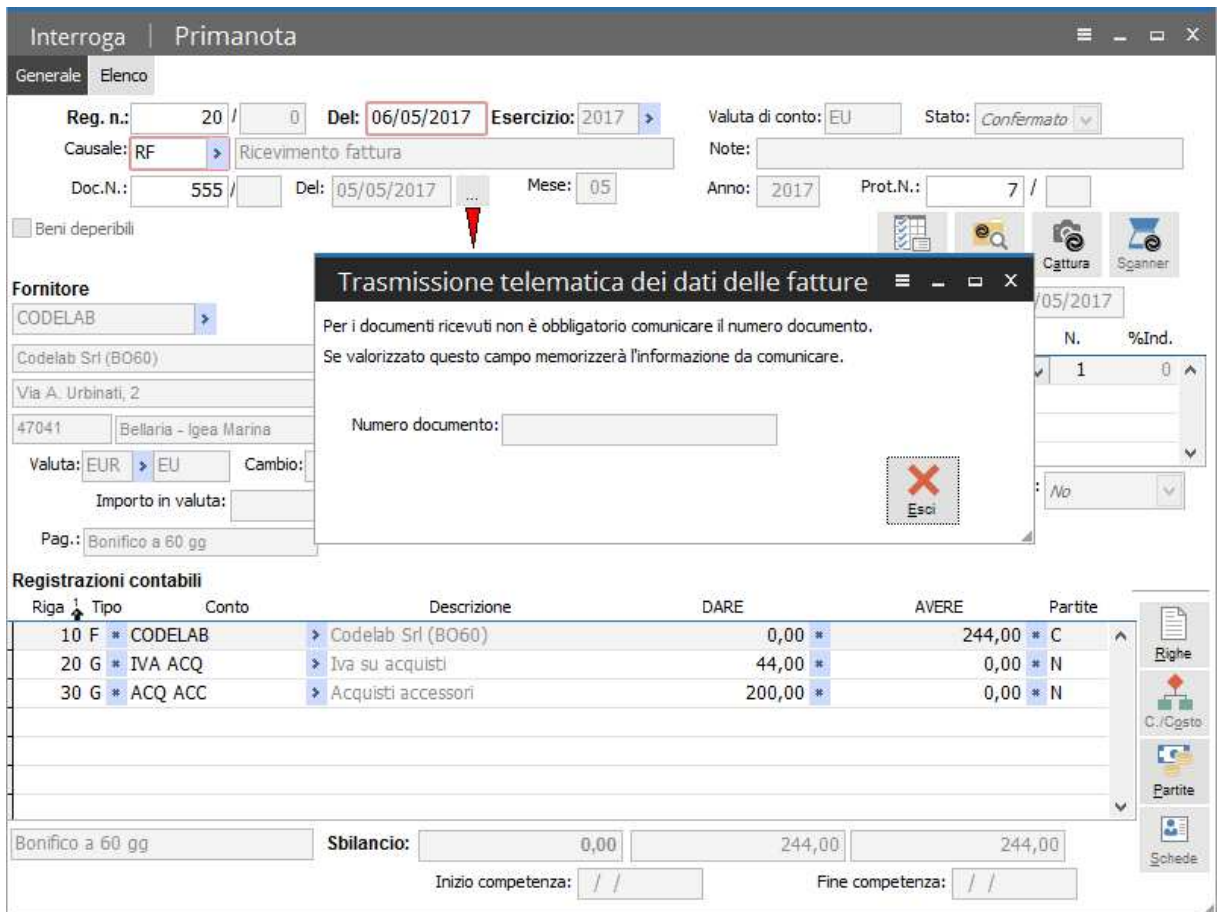 Interroga | Primanota
Generale Elenco
Reg. n.: 20 / 0 Del: 06/05/2017 Esercizio: 2017 Valuta di conto: EU Stato: Confermato
Causale: RF Ricevimento fattura Note:
Doc.N.: 555 / Del: 05/05/2017 ... Mese: 05 Anno: 2017 Prot.N.: 7 /
Beni deperibili
Cattura Scanner
Trasmissione telematica dei dati delle fatture
Per i documenti ricevuti non è obbligatorio comunicare il numero documento.
Se valorizzato questo campo memorizzerà l'informazione da comunicare.
Numero documento:
Esci
Fornitore
/05/2017
CODELAB
N. %Ind.
Codelab Srl (BO60)
1 0
Via A. Urbinati, 2
47041 Bellaria - Igea Marina
Valuta: EUR EU Cambio:
: No
Importo in valuta:
Pag.: Bonifico a 60 gg
Registrazioni contabili
Riga 1 Tipo Conto Descrizione DARE AVERE Partite
10 F CODELAB Codelab Srl (BO60) 0,00 244,00 C
20 G IVA ACQ Iva su acquisti 44,00 0,00 N
30 G ACQ ACC Acquisti accessori 200,00 0,00 N
Righe
C./Costo
Partite
Schede
Bonifico a 60 gg Sbilancio: 0,00 244,00 244,00
Inizio competenza: / / Fine competenza: / /